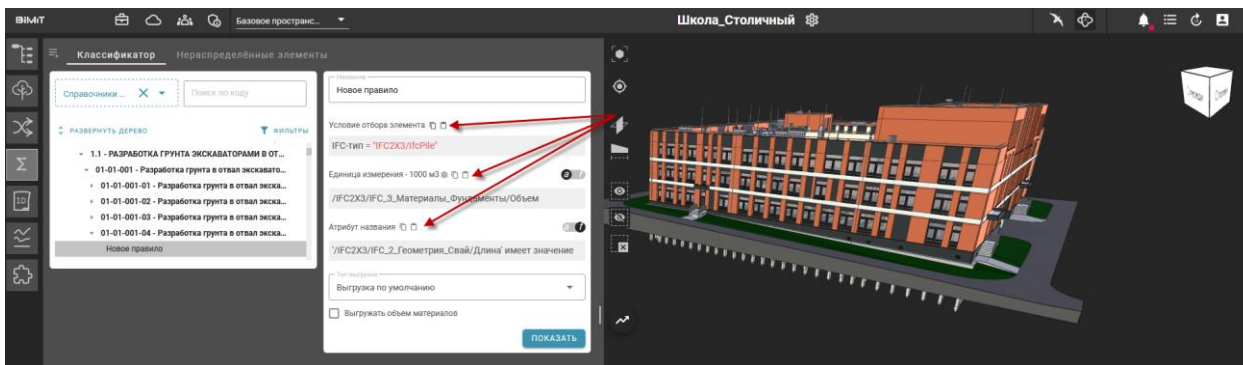 BIMiT
Базовое пространс...
Школа_Столичный
Классификатор
Нераспределённые элементы
Справочники ...
Поиск по коду
РАЗВЕРНУТЬ ДЕРЕВО
ФИЛЬТРЫ
1.1 - РАЗРАБОТКА ГРУНТА ЭКСКАВАТОРАМИ В ОТ...
01-01-001 - Разработка грунта в отвал экскавато...
01-01-001-01 - Разработка грунта в отвал экска...
01-01-001-02 - Разработка грунта в отвал экска...
01-01-001-03 - Разработка грунта в отвал экска...
01-01-001-04 - Разработка грунта в отвал экска...
Новое правило
Название
Новое правило
Условие отбора элемента
IFC-тип = "IFC2X3/IfcPile"
Единица измерения - 1000 м3
/IFC2X3/IFC_3_Материалы_Фундаменты/Объем
Атрибут названия
'/IFC2X3/IFC_2_Геометрия_Свай/Длина' имеет значение
Тип выгрузки
Выгрузка по умолчанию
Выгружать объем материалов
ПОКАЗАТЬ
1D